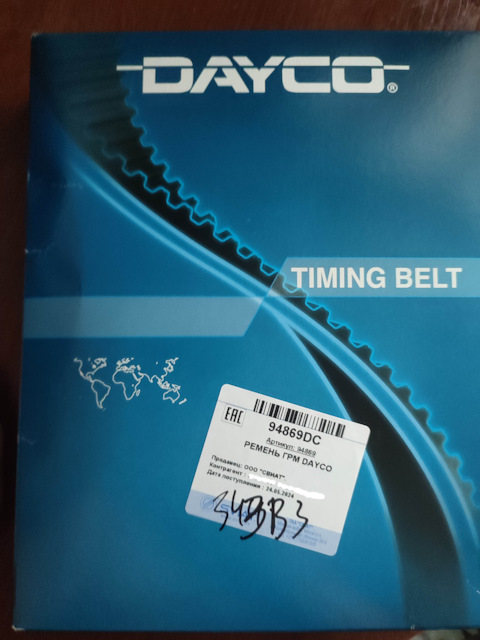 DAYCO®
TIMING BELT
EAC
94869DC
Артикул: 94869
РЕМЕНЬ ГРМ DAYCO
Продавец: ООО "СВНАТ"
Контрагент :
Дата поступления : 24.05.2024